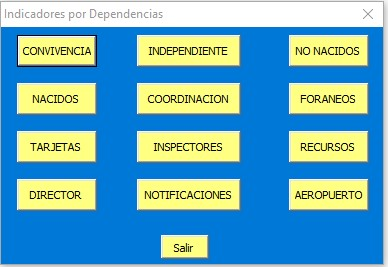 Indicadores por Dependencias
CONVIVENCIA INDEPENDIENTE NO NACIDOS
NACIDOS COORDINACION FORANEOS
TARJETAS INSPECTORES RECURSOS
DIRECTOR NOTIFICACIONES AEROPUERTO
Salir